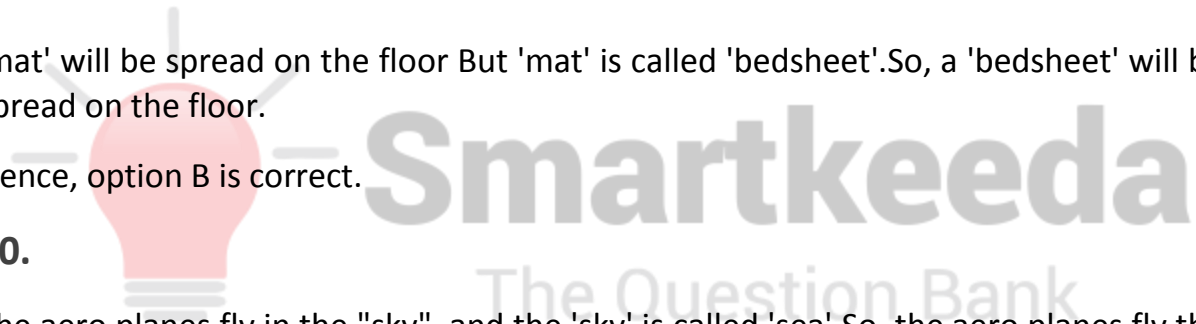 mat' will be spread on the floor But 'mat' is called 'bedsheet'.So, a 'bedsheet' will b
pread on the floor.
ence, option B is correct.
Smartkeeda
0.
The Question Bank
he aero planes fly in the "sky", and the 'sky' is called 'sea'.So, the aero planes fly th